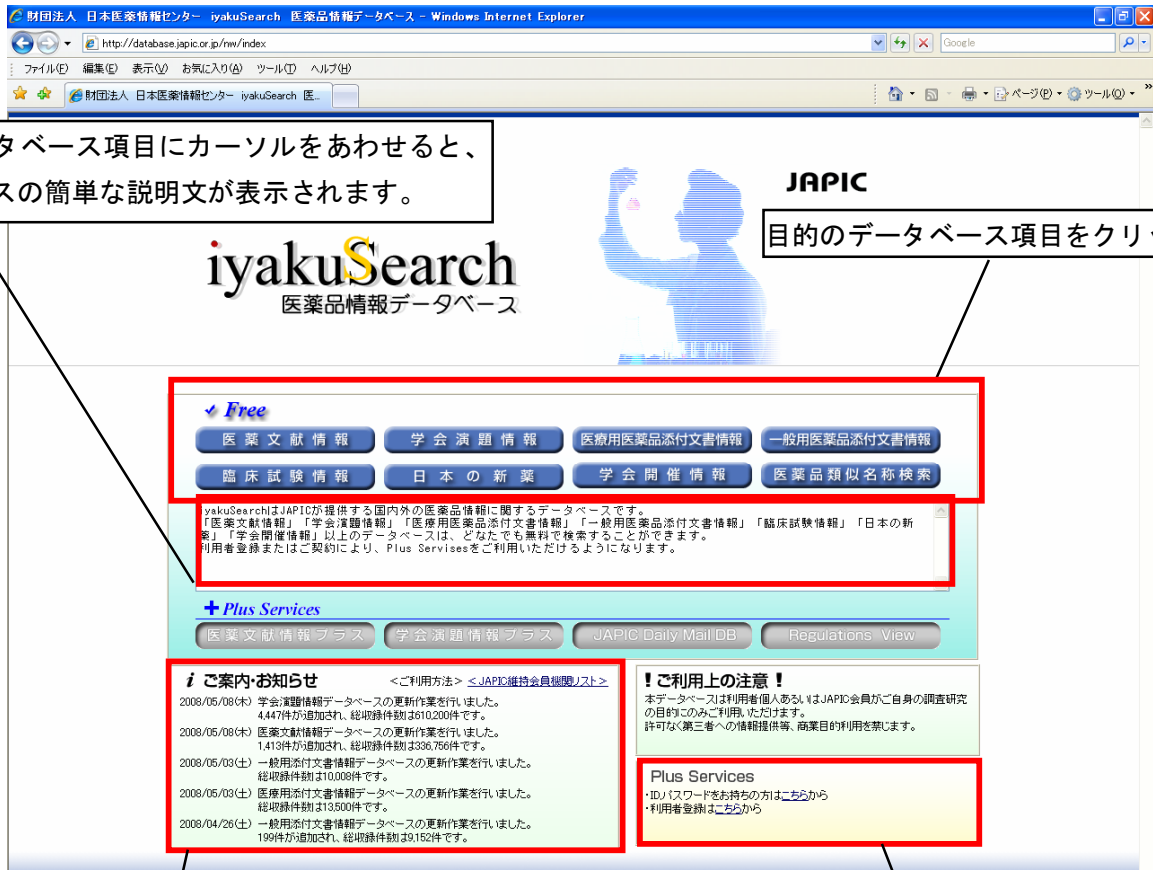 財団法人 日本医薬情報センター iyakuSearch 医薬品情報データベース - Windows Internet Explorer
http://database.japic.or.jp/nw/index
Google
ファイル(F) 編集(E) 表示(V) お気に入り(A) ツール(T) ヘルプ(H)
財団法人 日本医薬情報センター iyakuSearch 医...
ページ(P) ツール(O)
タベース項目にカーソルをあわせると、
スの簡単な説明文が表示されます。
JAPIC
目的のデータベース項目をクリッ
iyakuSearch
医薬品情報データベース
Free
医薬文献情報 学会演題情報 医療用医薬品添付文書情報 一般用医薬品添付文書情報
臨床試験情報 日本の新薬 学会開催情報 医薬品類似名称検索
iyakuSearchはJAPICが提供する国内外の医薬品情報に関するデータベースです。
「医薬文献情報」「学会演題情報」「医療用医薬品添付文書情報」「一般用医薬品添付文書情報」「臨床試験情報」「日本の新
薬」「学会開催情報」以上のデータベースは、どなたでも無料で検索することができます。
利用者登録またはご契約により、Plus Servisesをご利用いただけるようになります。
+ Plus Services
医薬文献情報プラス 学会演題情報プラス JAPIC Daily Mail DB Regulations View
i ご案内・お知らせ <ご利用方法> <JAPIC維持会員機関リスト>
2008/05/08(木) 学会演題情報データベースの更新作業を行いました。
4,447件が追加され、総収録件数は610,200件です。
2008/05/08(木) 医薬文献情報データベースの更新作業を行いました。
1,413件が追加され、総収録件数は336,756件です。
2008/05/03(土) 一般用添付文書情報データベースの更新作業を行いました。
総収録件数は10,008件です。
2008/05/03(土) 医療用添付文書情報データベースの更新作業を行いました。
総収録件数は13,500件です。
2008/04/26(土) 一般用添付文書情報データベースの更新作業を行いました。
199件が追加され、総収録件数は9,152件です。
!ご利用上の注意!
本データベースは利用者個人あるいはJAPIC会員がご自身の調査研究
の目的にのみご利用いただけます。
許可なく第三者への情報提供等、商業目的利用を禁じます。
Plus Services
・ID/パスワードをお持ちの方はこちらから
・利用者登録はこちらから